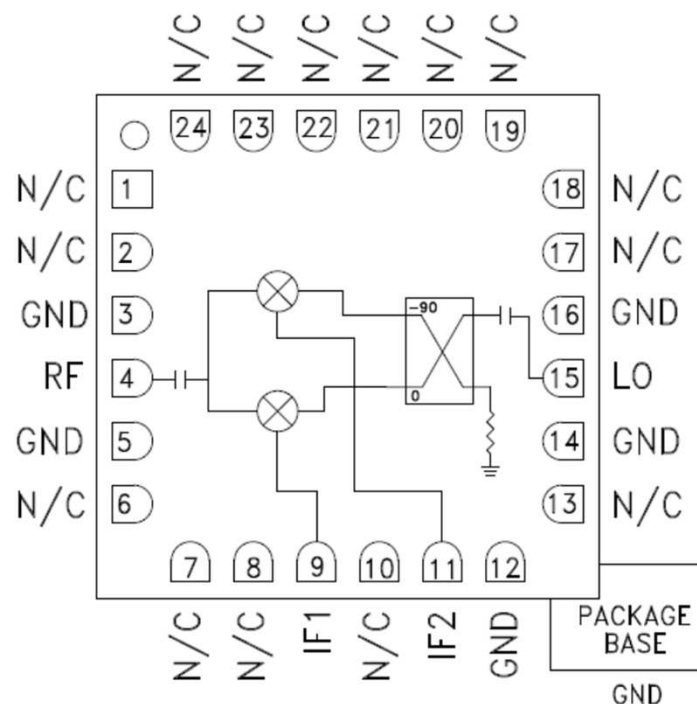 N/C N/C N/C N/C N/C N/C
24 23 22 21 20 19
N/C 1 18 N/C
N/C 2 17 N/C
GND 3 16 GND
-90
RF 4 15 LO
0
GND 5 14 GND
N/C 6 13 N/C
7 8 9 10 11 12
N/C N/C IF1 N/C IF2 GND
PACKAGE
BASE
GND